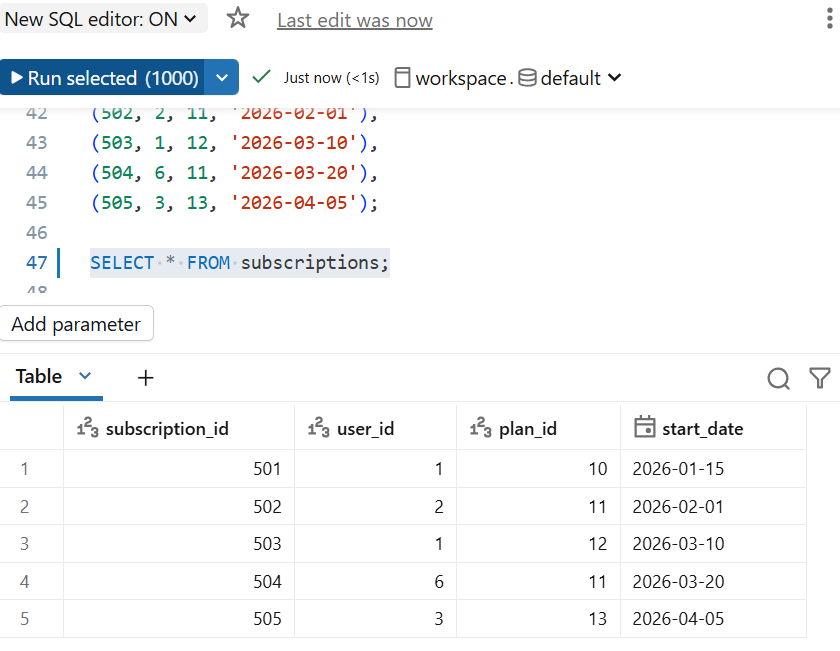 New SQL editor: ON Last edit was now
Run selected (1000) Just now (<1s) workspace . default
42 (502, 2, 11, '2026-02-01'),
43 (503, 1, 12, '2026-03-10'),
44 (504, 6, 11, '2026-03-20'),
45 (505, 3, 13, '2026-04-05');
46
47 SELECT * FROM subscriptions;
48
Add parameter
Table +
subscription_id user_id plan_id start_date
1 501 1 10 2026-01-15
2 502 2 11 2026-02-01
3 503 1 12 2026-03-10
4 504 6 11 2026-03-20
5 505 3 13 2026-04-05